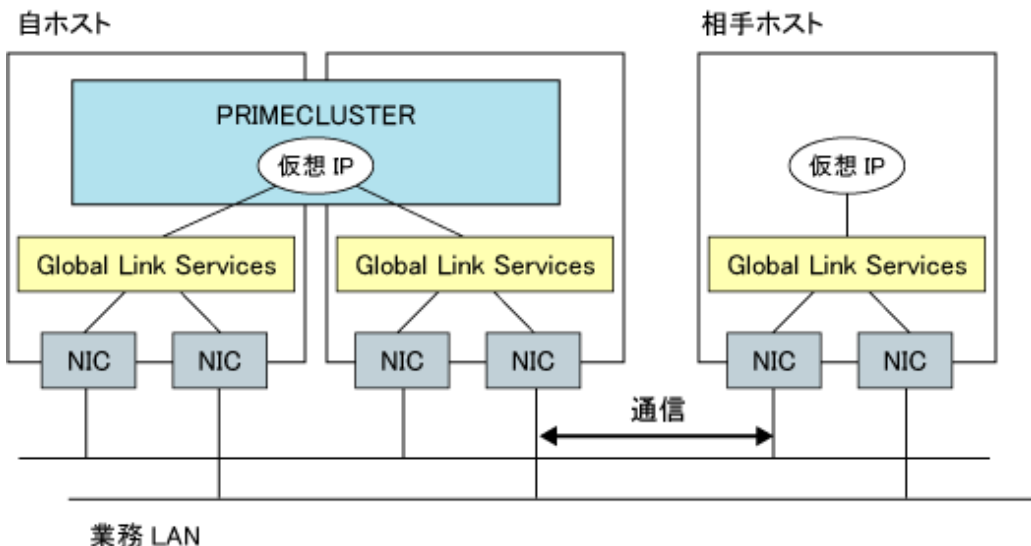 自ホスト
相手ホスト
PRIMECLUSTER
仮想 IP
仮想 IP
Global Link Services
Global Link Services
Global Link Services
NIC
NIC
NIC
NIC
NIC
NIC
通信
業務 LAN